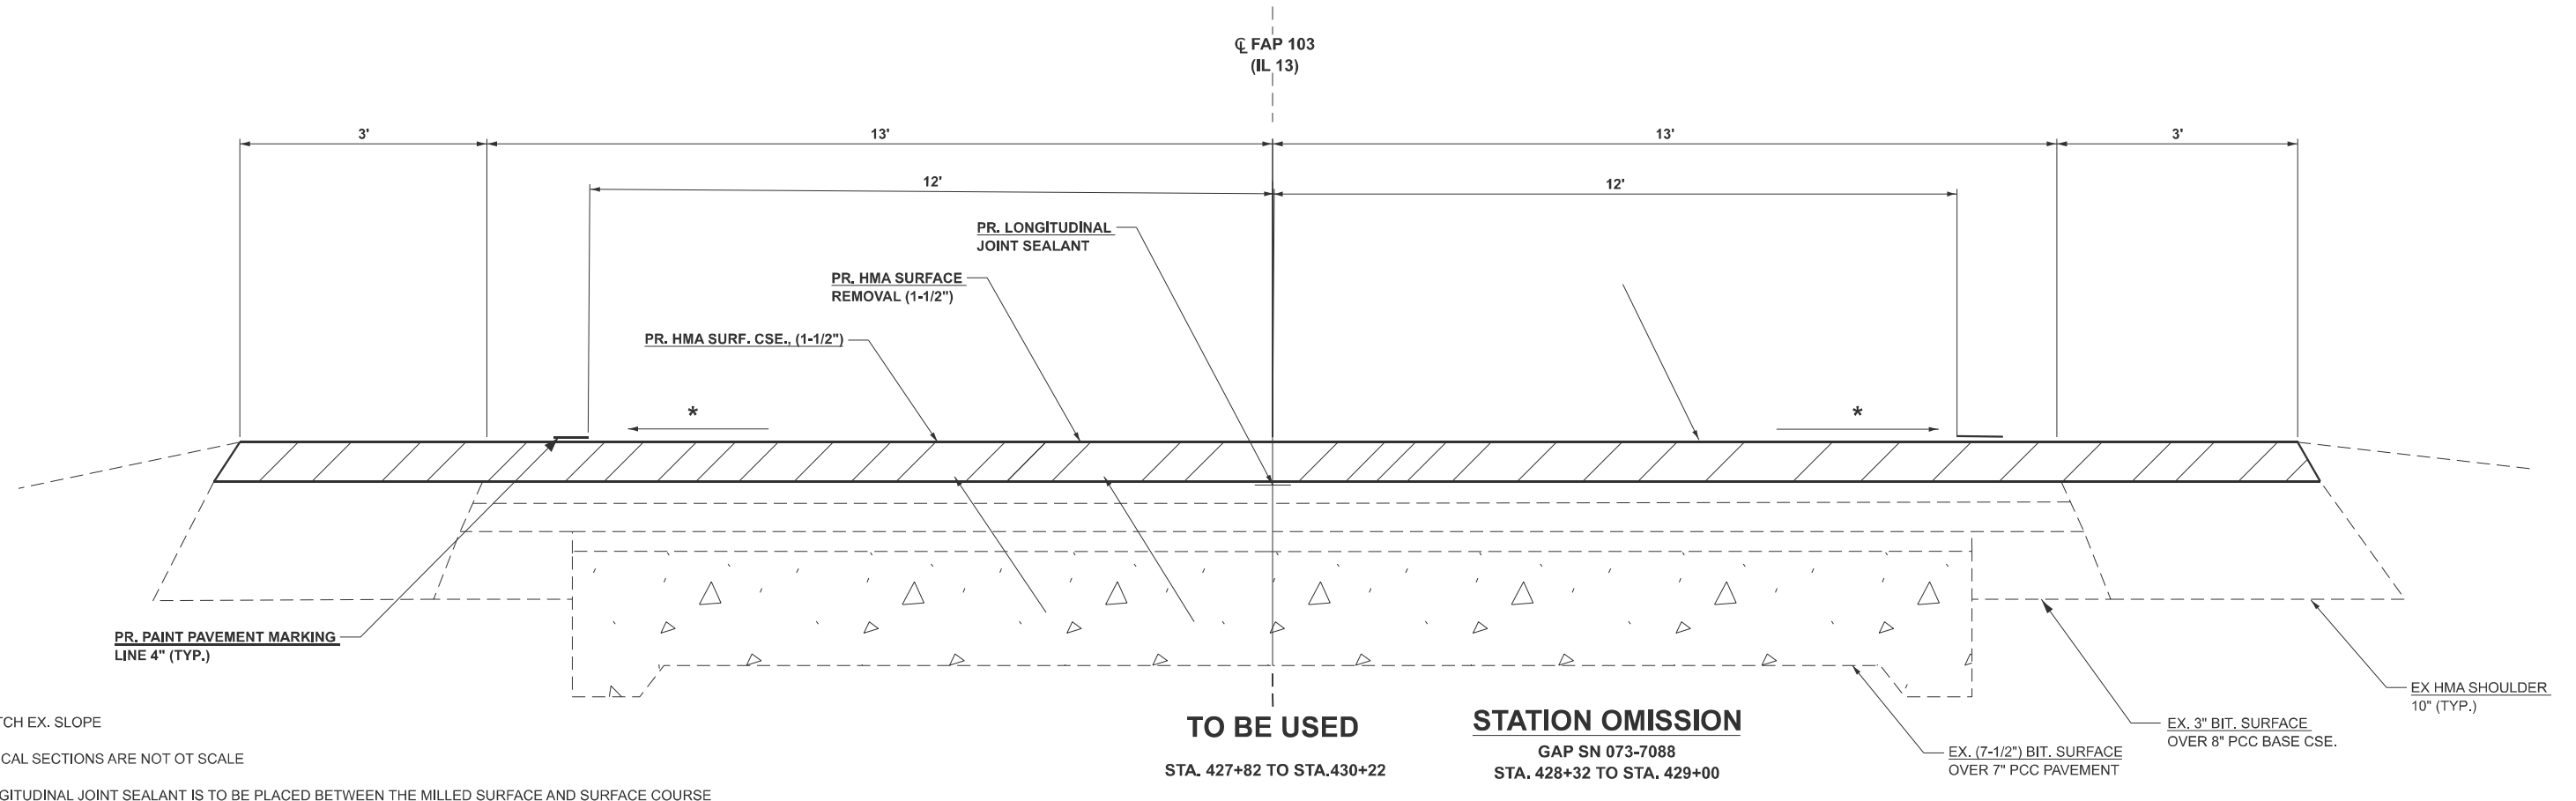 ℄ FAP 103
(IL 13)
3'
13'
13'
3'
12'
12'
PR. LONGITUDINAL
JOINT SEALANT
PR. HMA SURFACE
REMOVAL (1-1/2")
PR. HMA SURF. CSE., (1-1/2")
*
*
PR. PAINT PAVEMENT MARKING
LINE 4" (TYP.)
EX HMA SHOULDER
10" (TYP.)
EX. 3" BIT. SURFACE
OVER 8" PCC BASE CSE.
EX. (7-1/2") BIT. SURFACE
OVER 7" PCC PAVEMENT
TO BE USED
STA. 427+82 TO STA.430+22
STATION OMISSION
GAP SN 073-7088
STA. 428+32 TO STA. 429+00
TCH EX. SLOPE
CAL SECTIONS ARE NOT OT SCALE
GITUDINAL JOINT SEALANT IS TO BE PLACED BETWEEN THE MILLED SURFACE AND SURFACE COURSE